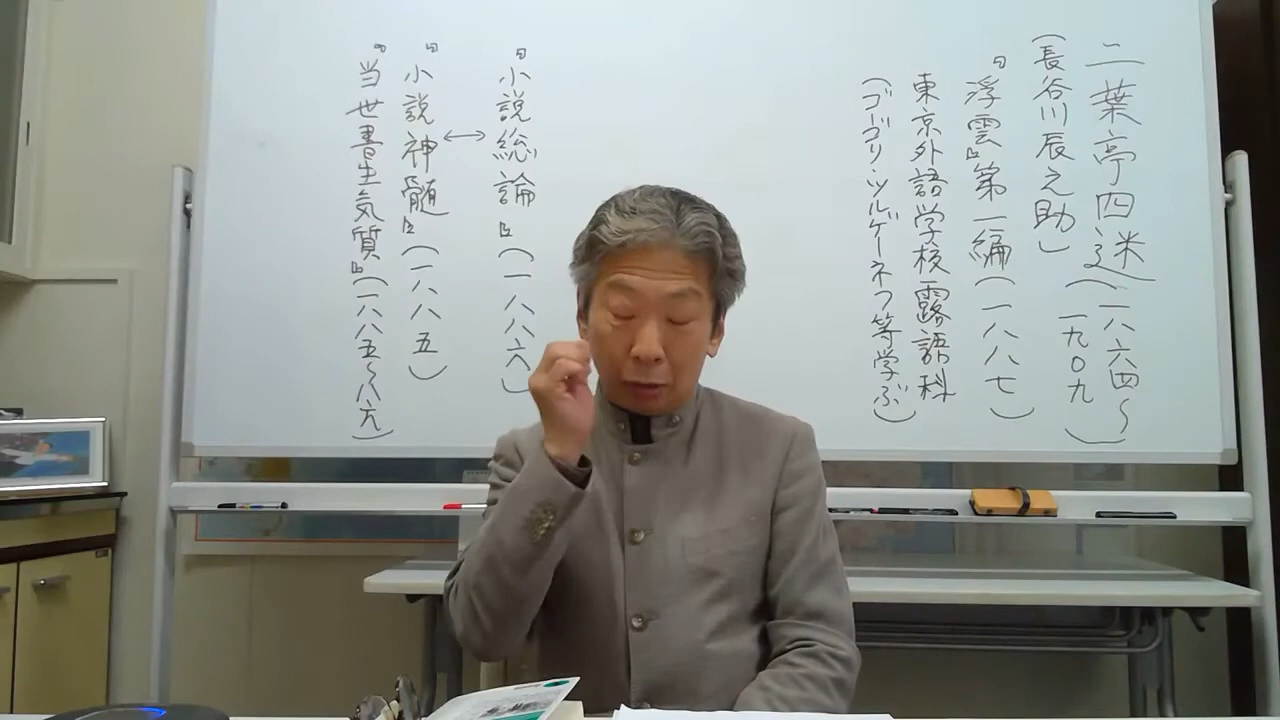 二葉亭四迷(一八六四〜
一九〇九)
(長谷川辰之助)
『浮雲』第一編(一八八七)
東京外語学校露語科
(ゴーゴリ・ツルゲーネフ等学ぶ)
『小説総論』(一八八六)
↔
『小説神髄』(一八八五)
『当世書生気質』(一八八五〜八六)